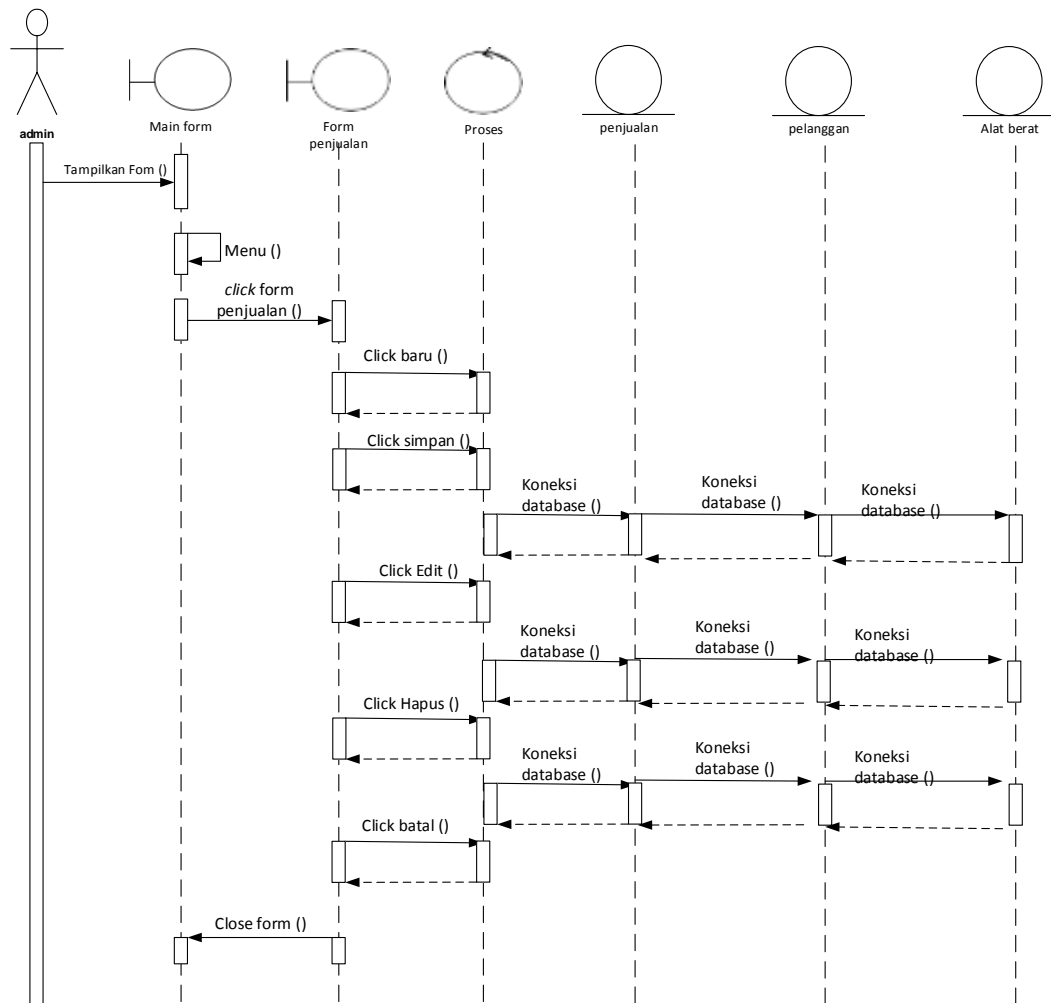 admin
Main form
Form
penjualan
Proses
penjualan
pelanggan
Alat berat
Tampilkan Fom ()
Menu ()
click form
penjualan ()
Click baru ()
Click simpan ()
Koneksi
database ()
Koneksi
database ()
Koneksi
database ()
Click Edit ()
Koneksi
database ()
Koneksi
database ()
Koneksi
database ()
Click Hapus ()
Koneksi
database ()
Koneksi
database ()
Koneksi
database ()
Click batal ()
Close form ()